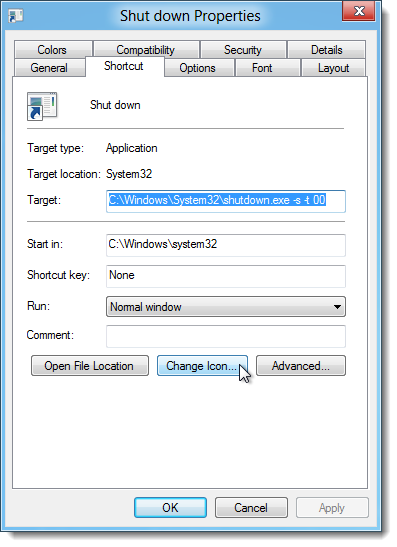 Shut down Properties
Colors Compatibility Security Details
General Shortcut Options Font Layout
Shut down
Target type: Application
Target location: System32
Target: C:\Windows\System32\shutdown.exe -s -t 00
Start in: C:\Windows\system32
Shortcut key: None
Run: Normal window
Comment:
Open File Location Change Icon... Advanced...
OK Cancel Apply